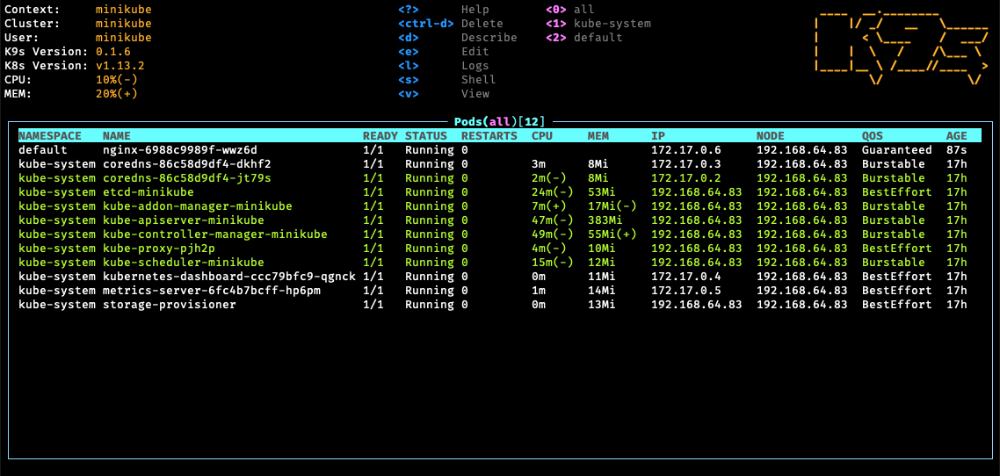 Context: minikube <?> Help <0> all
Cluster: minikube <ctrl-d> Delete <1> kube-system
User: minikube <d> Describe <2> default
K9s Version: 0.1.6 <e> Edit
K8s Version: v1.13.2 <l> Logs
CPU: 10%(-) <s> Shell
MEM: 20%(+) <v> View
K9s
Pods(all)[12]
NAMESPACE NAME READY STATUS RESTARTS CPU MEM IP NODE QOS AGE
default nginx-6988c9989f-wwz6d 1/1 Running 0 172.17.0.6 192.168.64.83 Guaranteed 87s
kube-system coredns-86c58d9df4-dkhf2 1/1 Running 0 3m 8Mi 172.17.0.3 192.168.64.83 Burstable 17h
kube-system coredns-86c58d9df4-jt79s 1/1 Running 0 2m(-) 8Mi 172.17.0.2 192.168.64.83 Burstable 17h
kube-system etcd-minikube 1/1 Running 0 24m(-) 53Mi 192.168.64.83 192.168.64.83 BestEffort 17h
kube-system kube-addon-manager-minikube 1/1 Running 0 7m(+) 17Mi(-) 192.168.64.83 192.168.64.83 Burstable 17h
kube-system kube-apiserver-minikube 1/1 Running 0 47m(-) 383Mi 192.168.64.83 192.168.64.83 Burstable 17h
kube-system kube-controller-manager-minikube 1/1 Running 0 49m(-) 55Mi(+) 192.168.64.83 192.168.64.83 Burstable 17h
kube-system kube-proxy-pjh2p 1/1 Running 0 4m(-) 10Mi 192.168.64.83 192.168.64.83 BestEffort 17h
kube-system kube-scheduler-minikube 1/1 Running 0 15m(-) 12Mi 192.168.64.83 192.168.64.83 Burstable 17h
kube-system kubernetes-dashboard-ccc79bfc9-qgnck 1/1 Running 0 0m 11Mi 172.17.0.4 192.168.64.83 BestEffort 17h
kube-system metrics-server-6fc4b7bcff-hp6pm 1/1 Running 0 1m 14Mi 172.17.0.5 192.168.64.83 BestEffort 17h
kube-system storage-provisioner 1/1 Running 0 0m 13Mi 192.168.64.83 192.168.64.83 BestEffort 17h